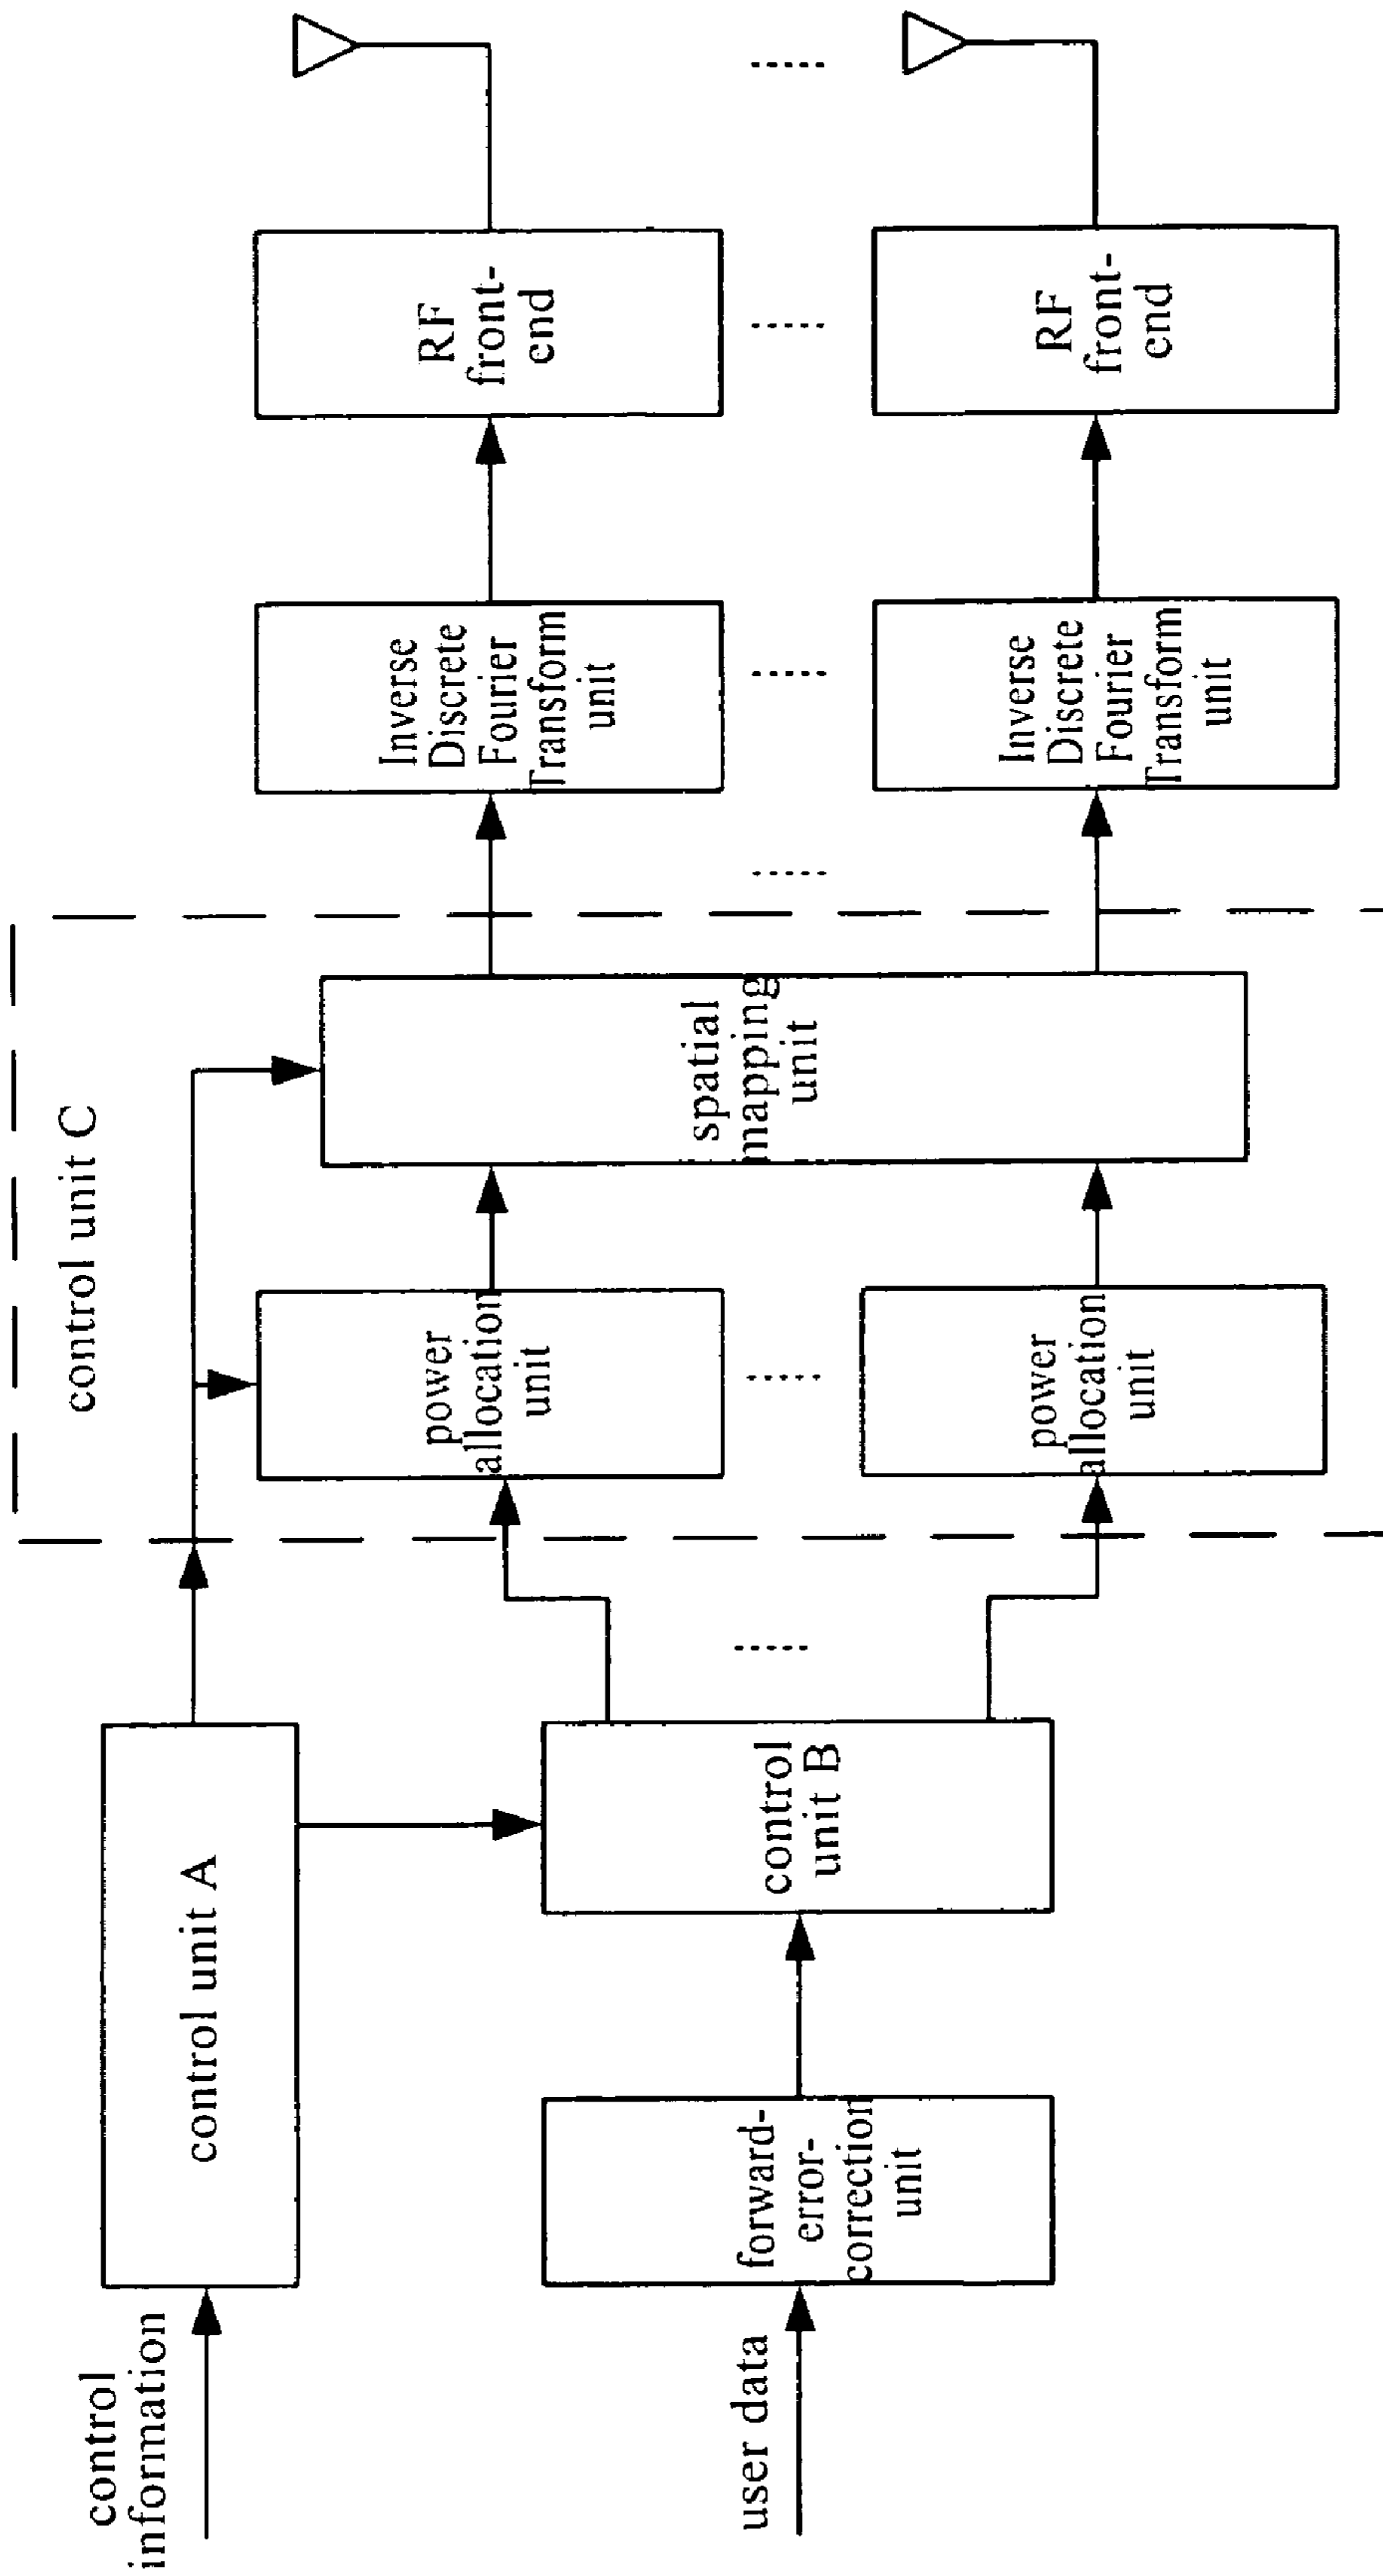 control
information
control unit A
user data
forward-
error-
correction
unit
control
unit B
control unit C
power
allocation
unit
power
allocation
unit
spatial
mapping
unit
Inverse
Discrete
Fourier
Transform
unit
Inverse
Discrete
Fourier
Transform
unit
RF
front-
end
RF
front-
end